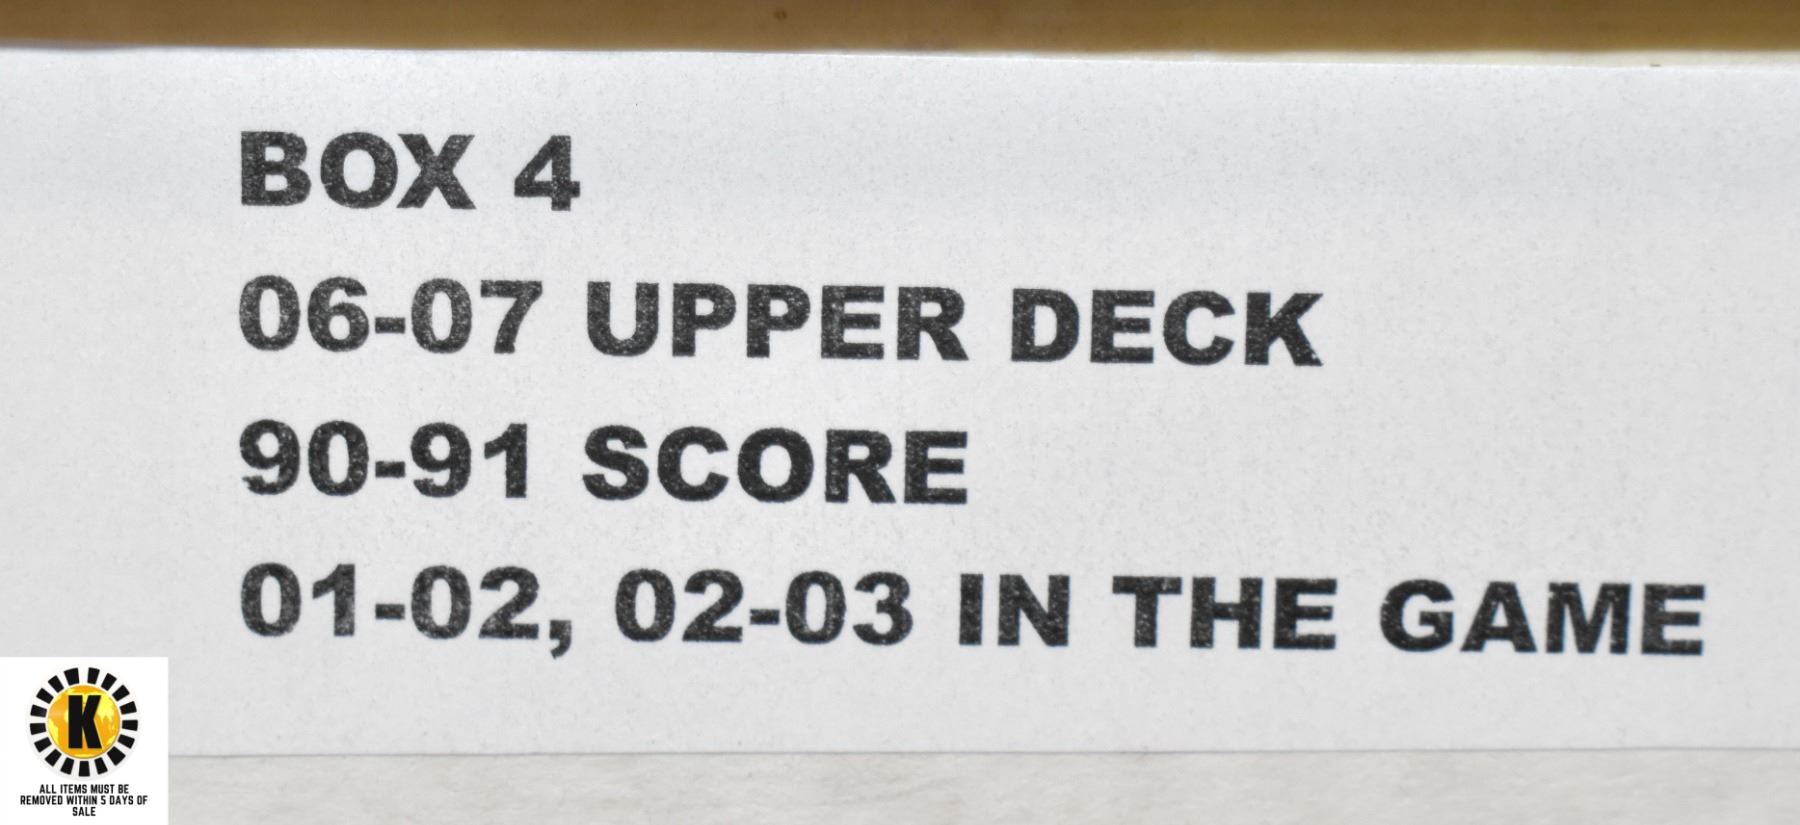 BOX 4
06-07 UPPER DECK
90-91 SCORE
01-02, 02-03 IN THE GAME
K
ALL ITEMS MUST BE
REMOVED WITHIN 5 DAYS OF
SALE